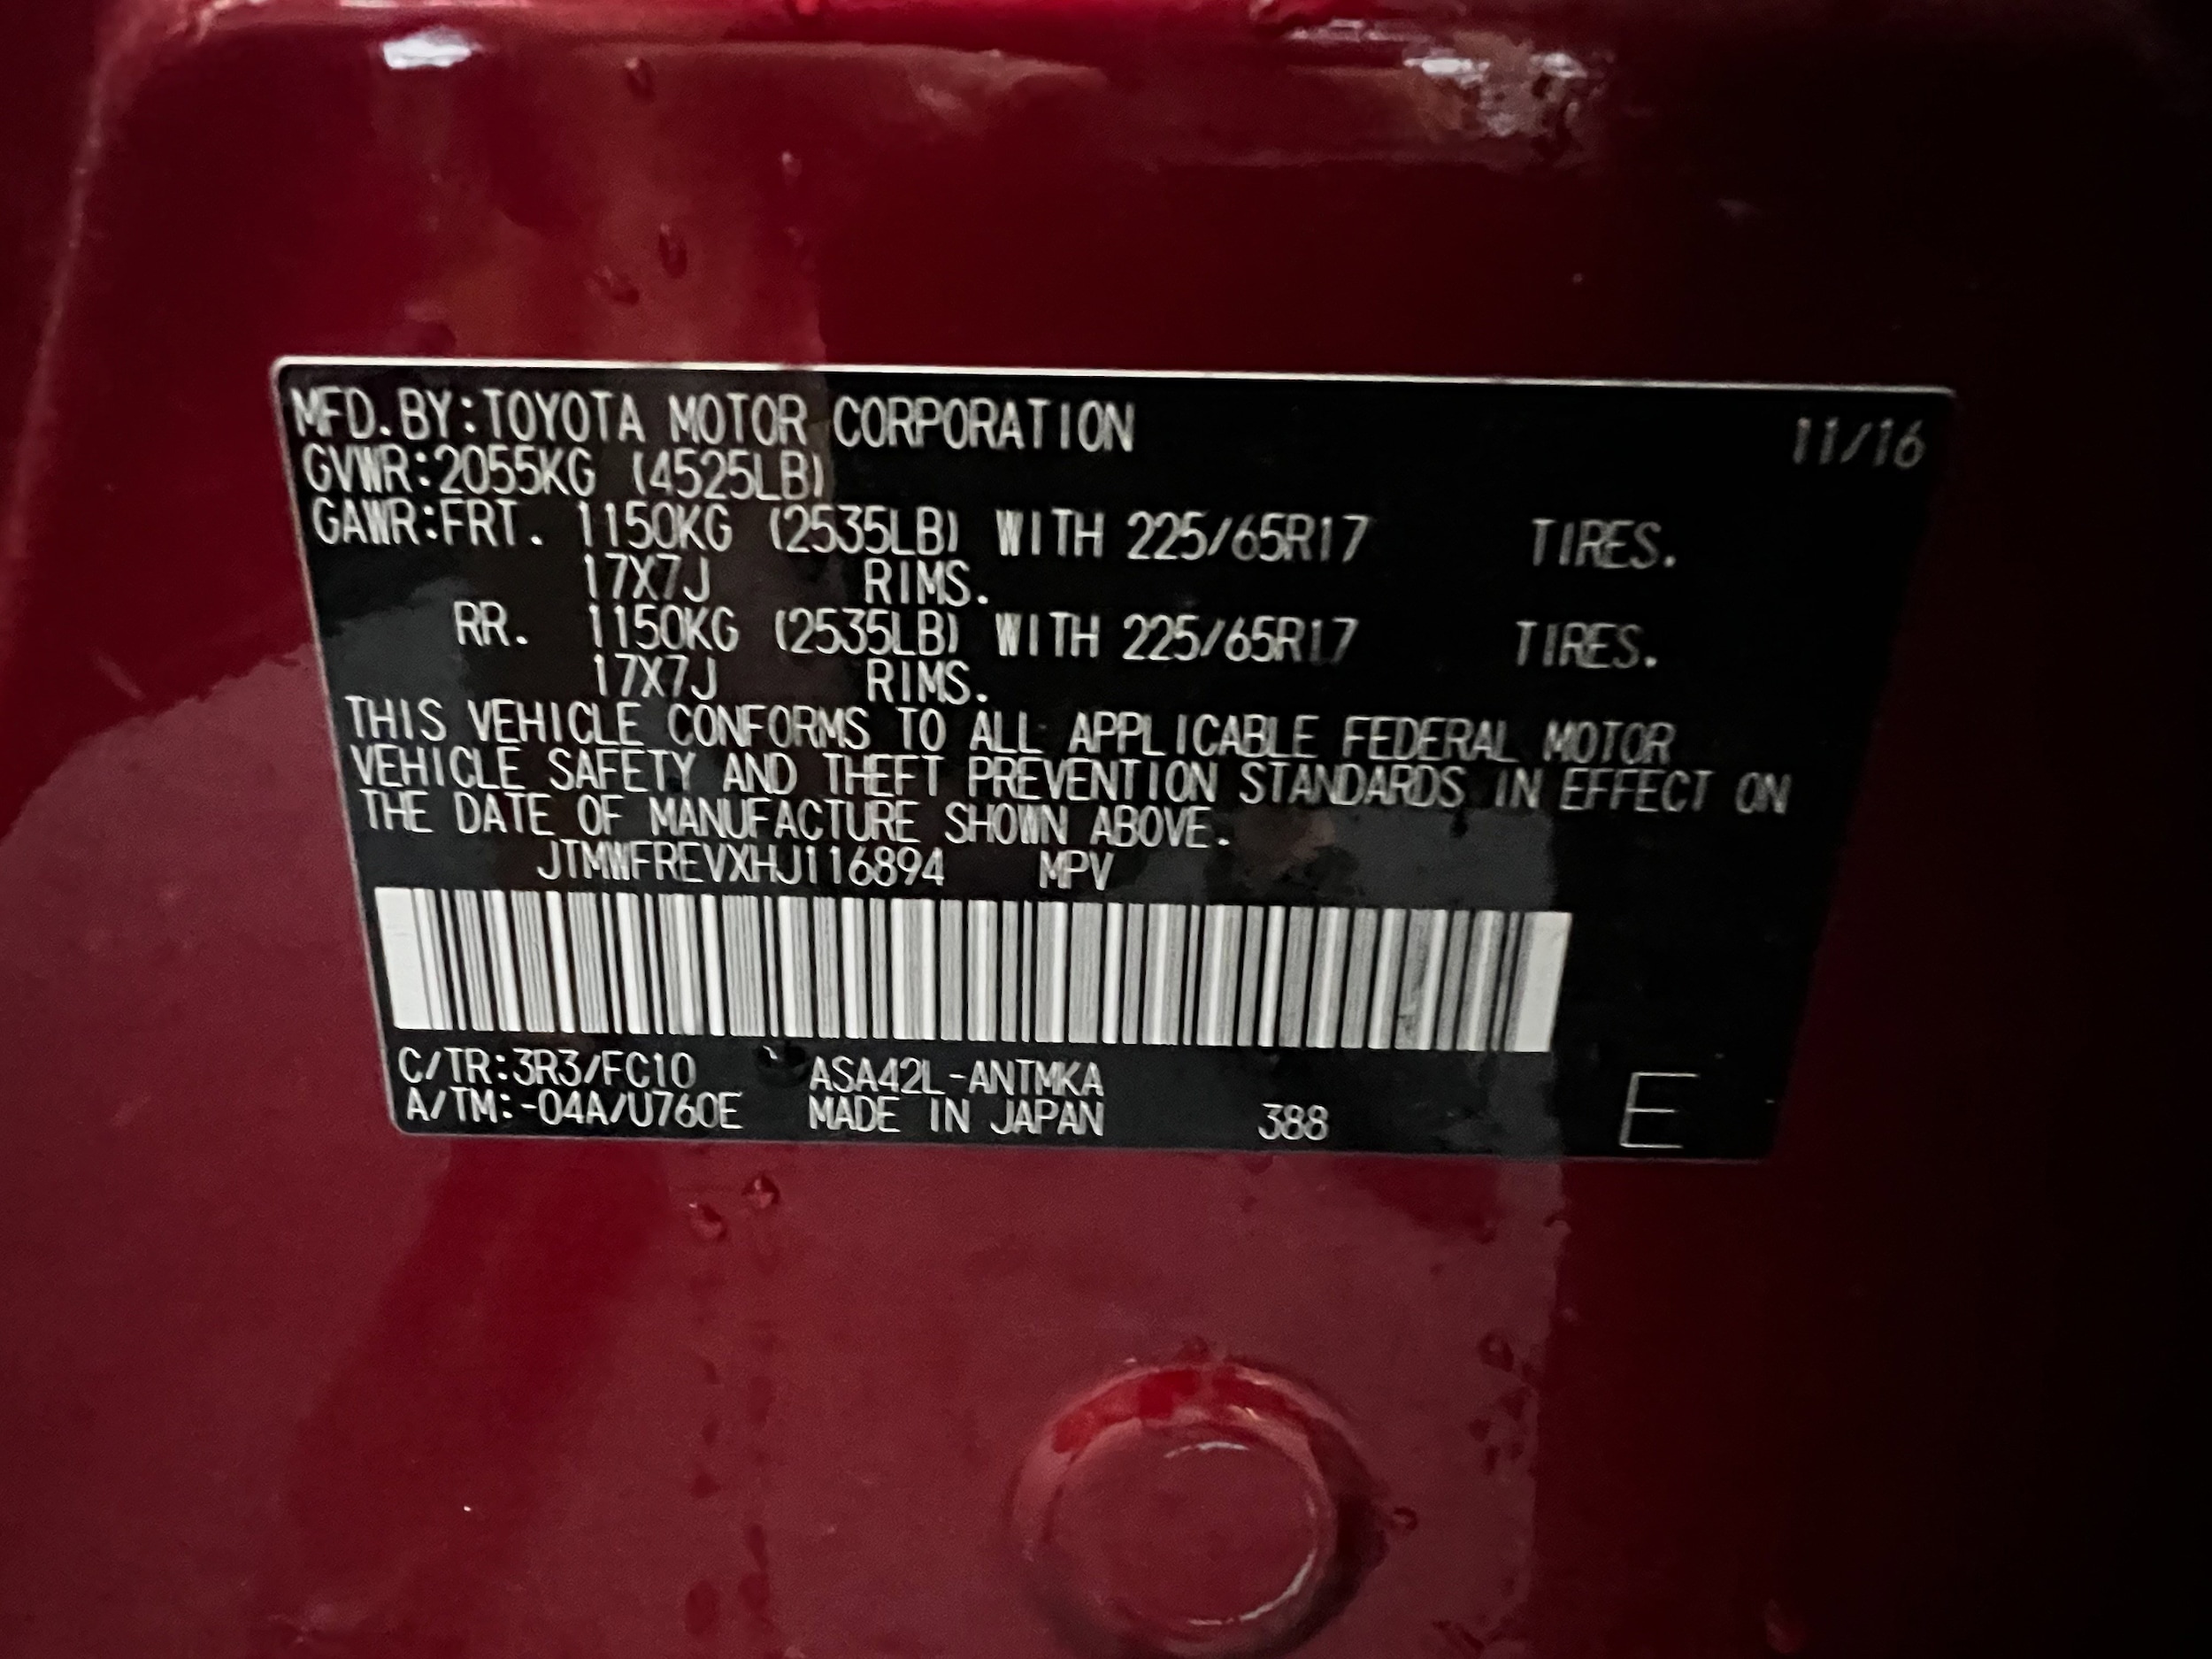 MFD. BY:TOYOTA MOTOR CORPORATION 11/16
GVWR:2055KG (4525LB)
GAWR:FRT. 1150KG (2535LB) WITH 225/65R17 TIRES.
17X7J RIMS.
RR. 1150KG (2535LB) WITH 225/65R17 TIRES.
17X7J RIMS.
THIS VEHICLE CONFORMS TO ALL APPLICABLE FEDERAL MOTOR
VEHICLE SAFETY AND THEFT PREVENTION STANDARDS IN EFFECT ON
THE DATE OF MANUFACTURE SHOWN ABOVE.
JTMWFREVXHJ116894 MPV
C/TR:3R3/FC10 ASA42L-ANTMKA
A/TM:-04A/U760E MADE IN JAPAN 388 E